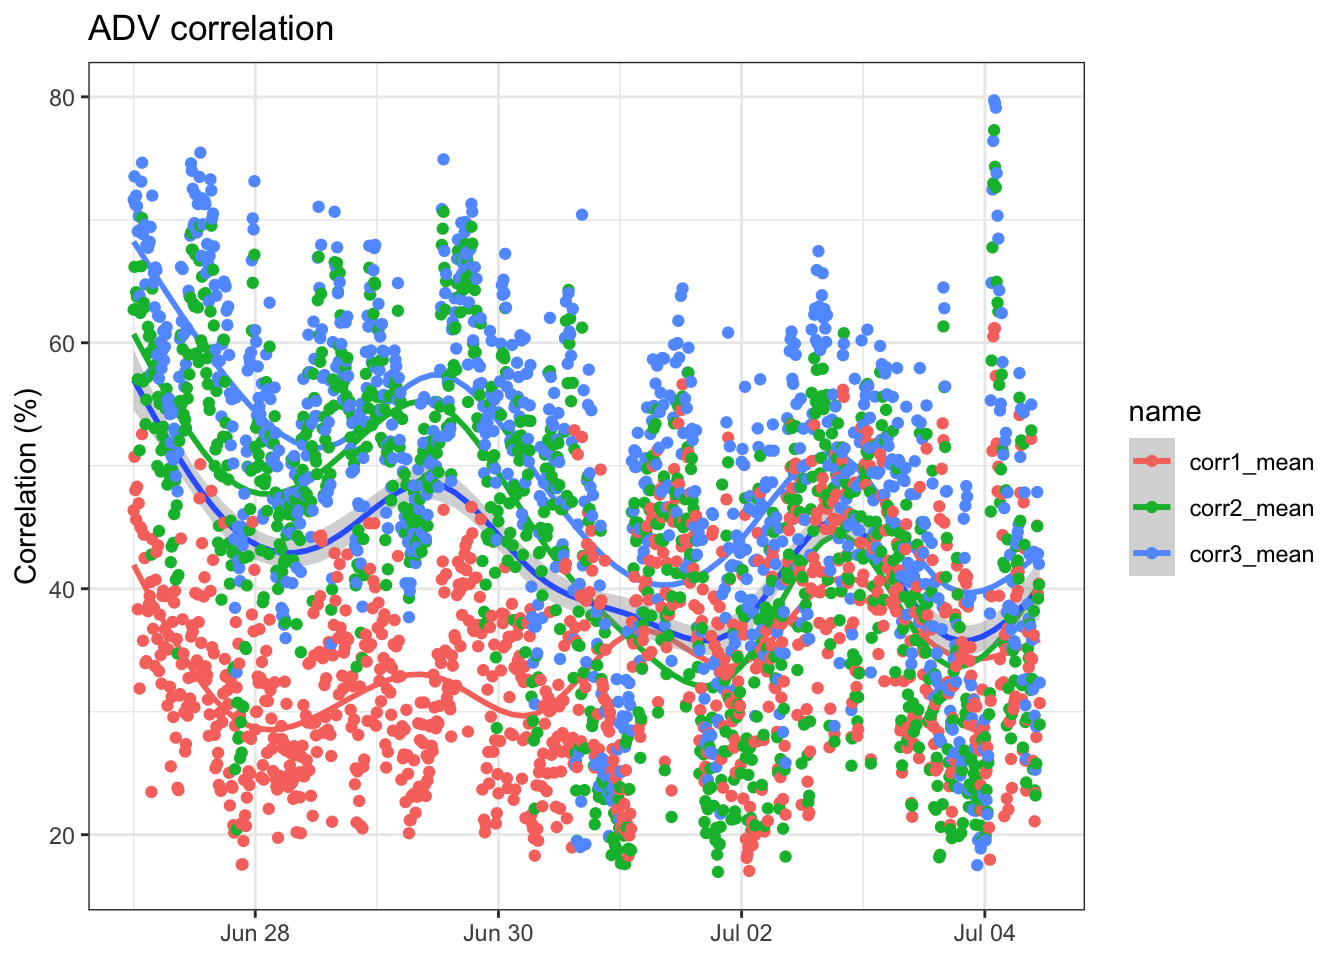 ADV correlation
80
60
40
20
Correlation (%)
Jun 28
Jun 30
Jul 02
Jul 04
name
corr1_mean
corr2_mean
corr3_mean